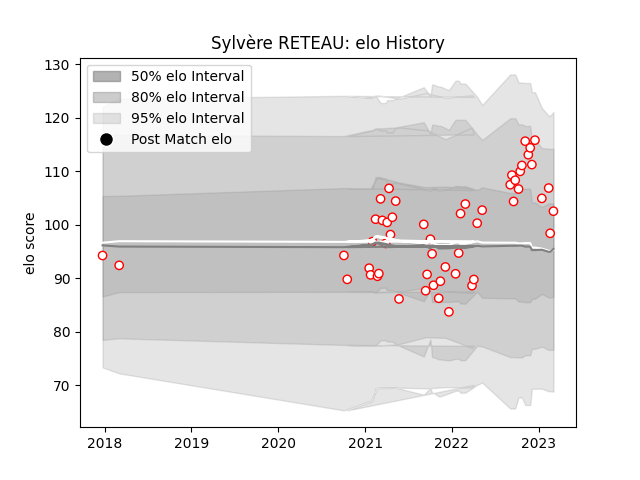 Sylvère RETEAU: elo History
50% elo Interval
80% elo Interval
95% elo Interval
Post Match elo
elo score
130
120
110
100
90
80
70
2018 2019 2020 2021 2022 2023